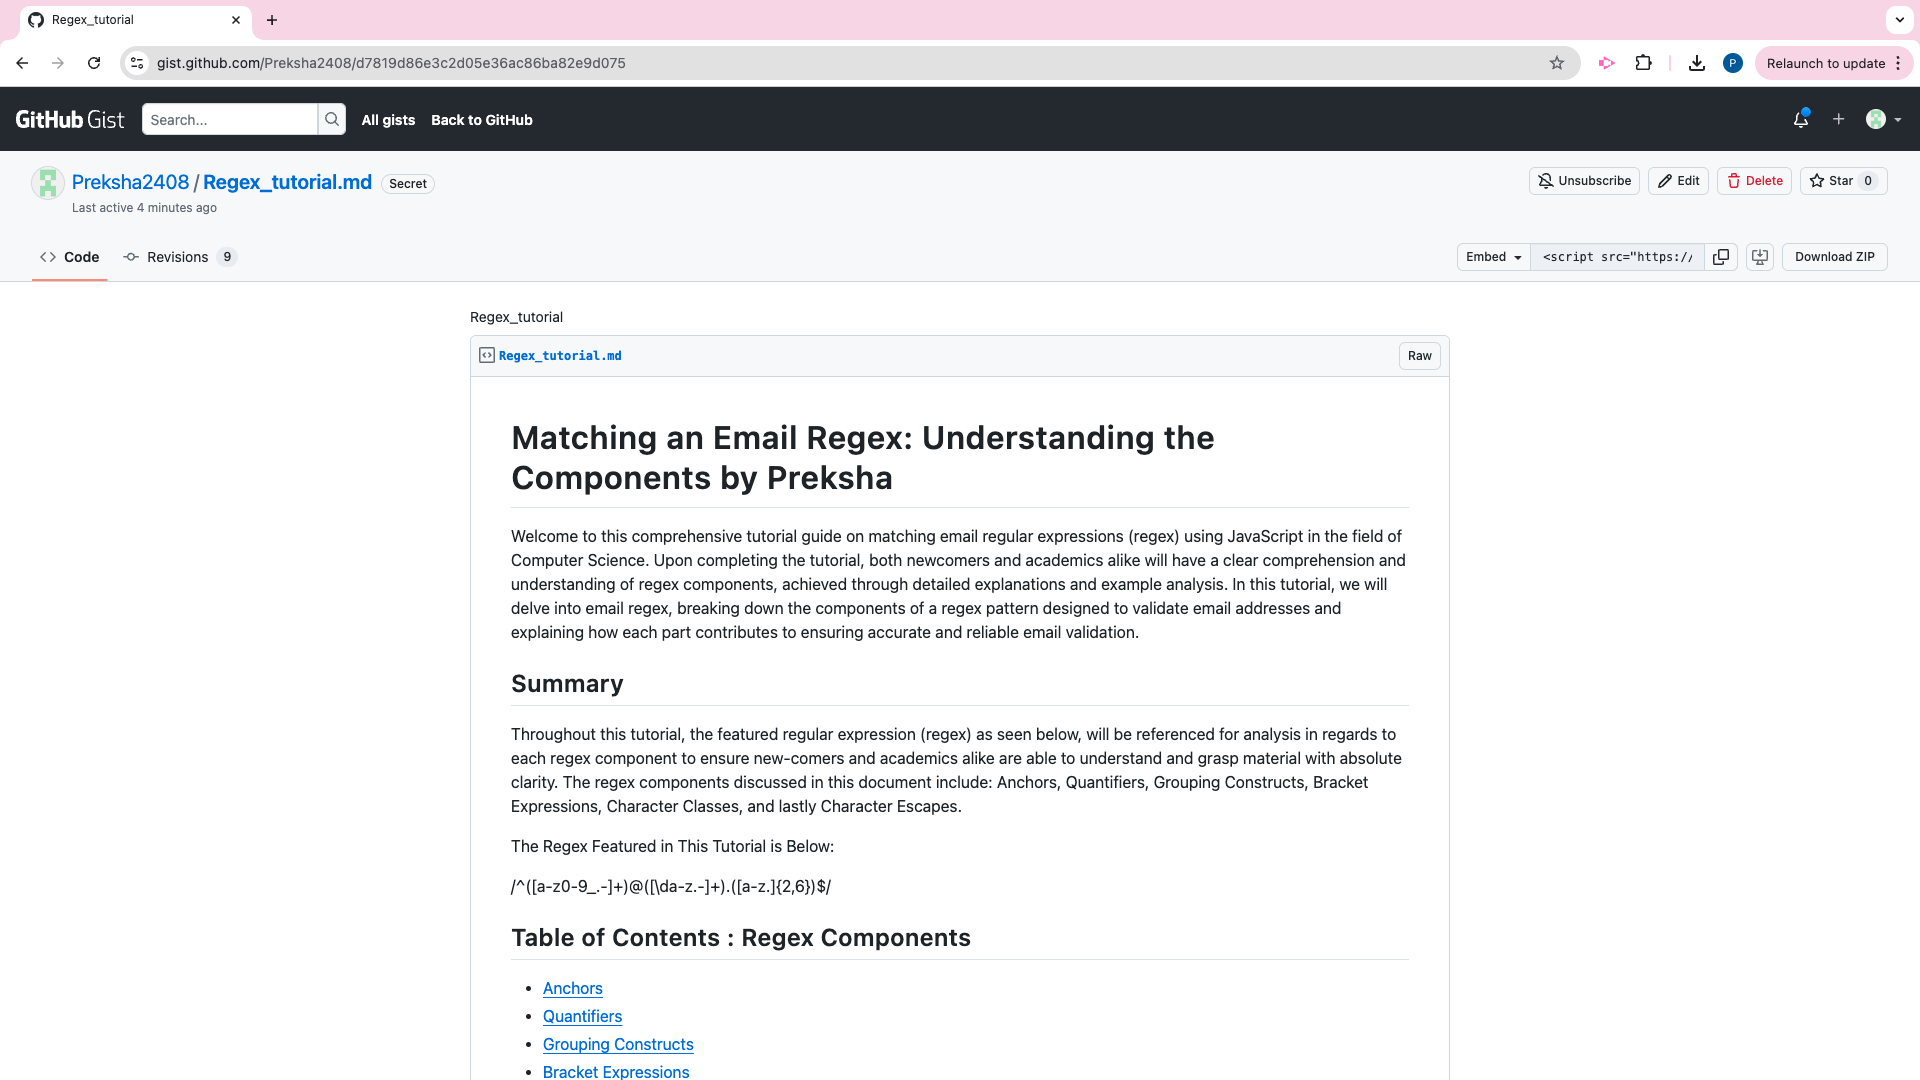 Regex_tutorial
gist.github.com/Preksha2408/d7819d86e3c2d05e36ac86ba82e9d075
P
Relaunch to update
GitHub Gist
Search...
All gists
Back to GitHub
Preksha2408 / Regex_tutorial.md
Secret
Last active 4 minutes ago
Unsubscribe
Edit
Delete
Star 0
Code
Revisions 9
Embed
<script src="https:/
Download ZIP
Regex_tutorial
Regex_tutorial.md
Raw
Matching an Email Regex: Understanding the
Components by Preksha
Welcome to this comprehensive tutorial guide on matching email regular expressions (regex) using JavaScript in the field of
Computer Science. Upon completing the tutorial, both newcomers and academics alike will have a clear comprehension and
understanding of regex components, achieved through detailed explanations and example analysis. In this tutorial, we will
delve into email regex, breaking down the components of a regex pattern designed to validate email addresses and
explaining how each part contributes to ensuring accurate and reliable email validation.
Summary
Throughout this tutorial, the featured regular expression (regex) as seen below, will be referenced for analysis in regards to
each regex component to ensure new-comers and academics alike are able to understand and grasp material with absolute
clarity. The regex components discussed in this document include: Anchors, Quantifiers, Grouping Constructs, Bracket
Expressions, Character Classes, and lastly Character Escapes.
The Regex Featured in This Tutorial is Below:
/^([a-z0-9_.-]+)@([\da-z.-]+).([a-z.]{2,6})$/
Table of Contents : Regex Components
Anchors
Quantifiers
Grouping Constructs
Bracket Expressions